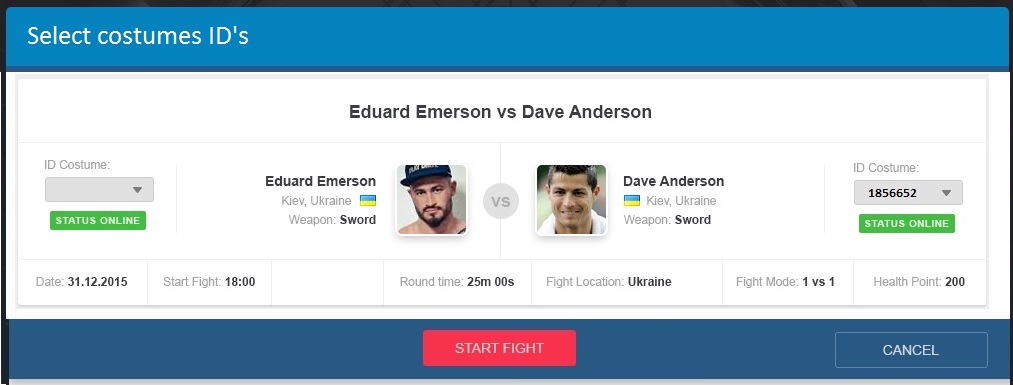 Select costumes ID's
Eduard Emerson vs Dave Anderson
ID Costume:
STATUS ONLINE
Eduard Emerson
Kiev, Ukraine
Weapon: Sword
VS
Dave Anderson
Kiev, Ukraine
Weapon: Sword
ID Costume:
1856652
STATUS ONLINE
Date: 31.12.2015
Start Fight: 18:00
Round time: 25m 00s
Fight Location: Ukraine
Fight Mode: 1 vs 1
Health Point: 200
START FIGHT
CANCEL